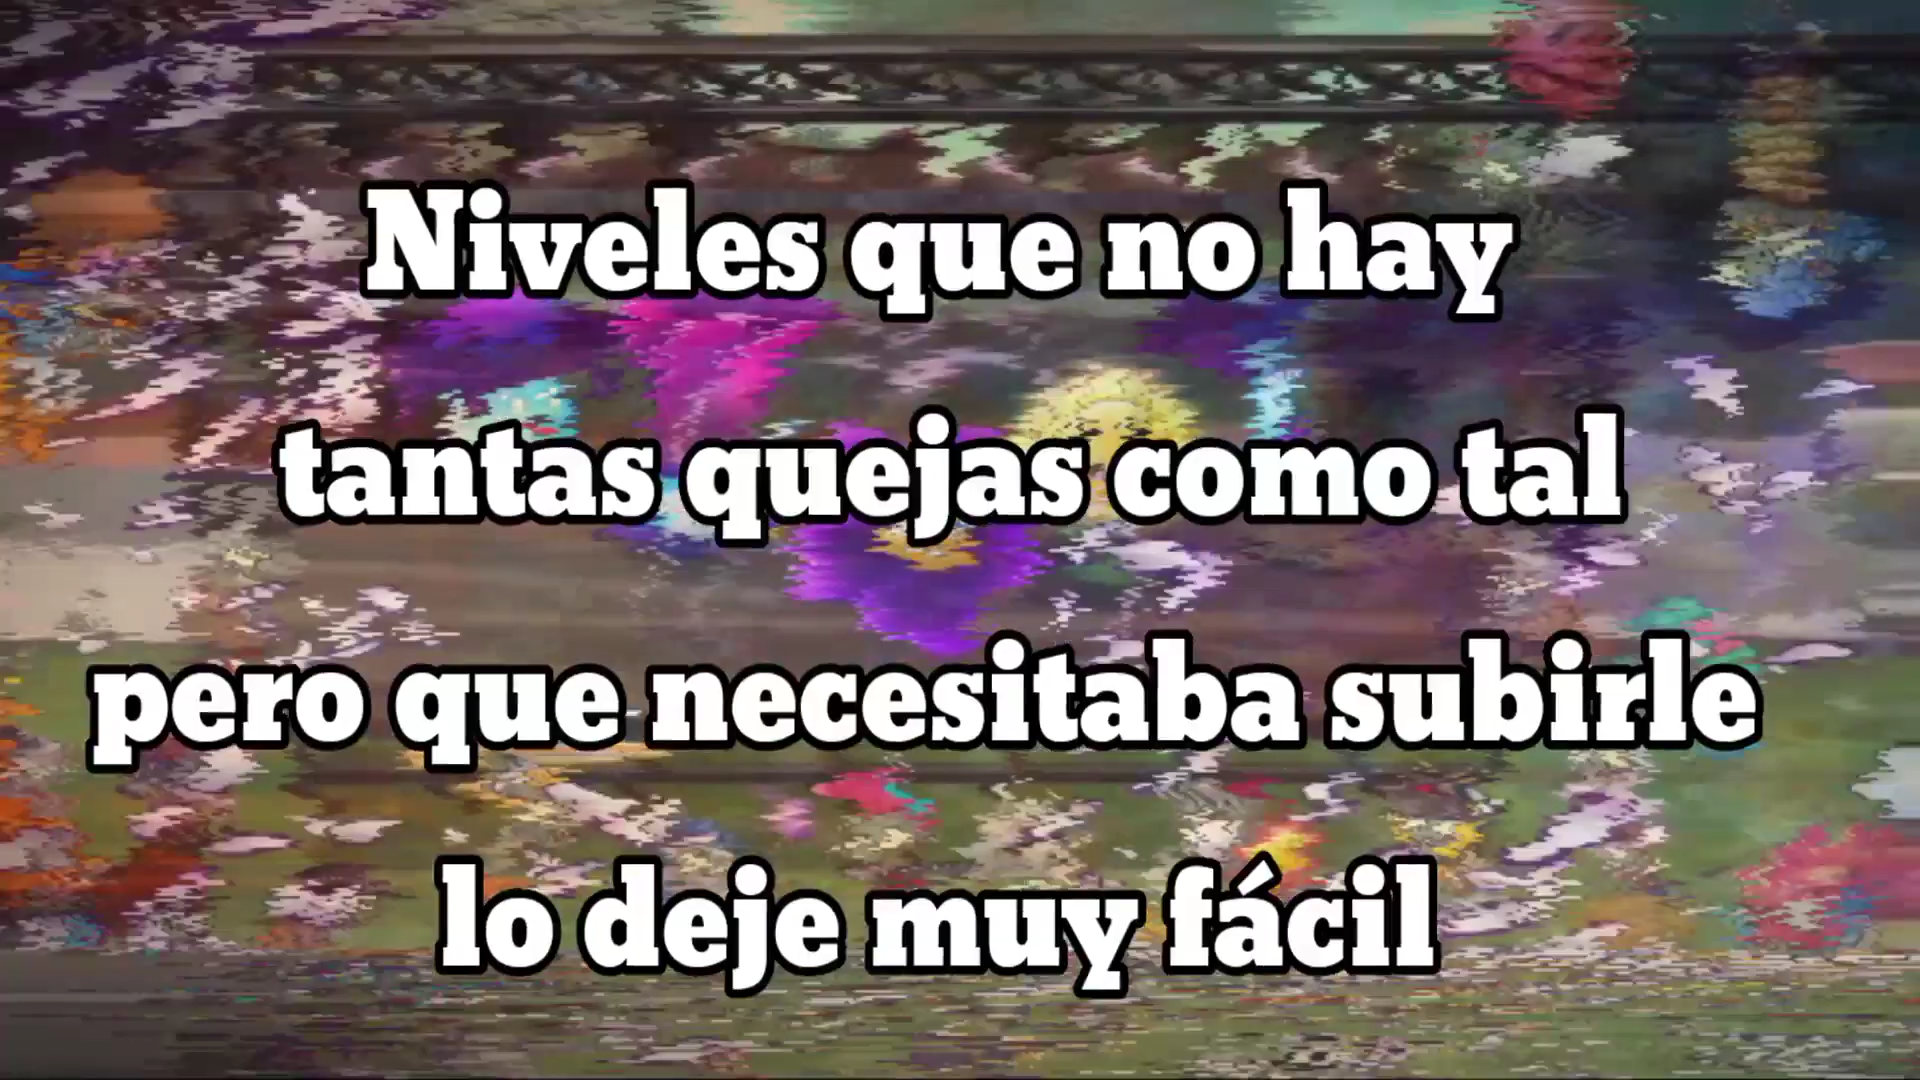 Niveles que no hay
tantas quejas como tal
pero que necesitaba subirle
lo deje muy fácil